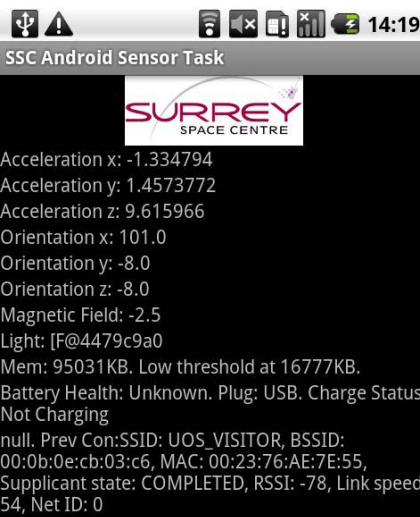 14:19
SSC Android Sensor Task
SURREY
SPACE CENTRE
Acceleration x: -1.334794
Acceleration y: 1.4573772
Acceleration z: 9.615966
Orientation x: 101.0
Orientation y: -8.0
Orientation z: -8.0
Magnetic Field: -2.5
Light: [F@4479c9a0
Mem: 95031KB. Low threshold at 16777KB.
Battery Health: Unknown. Plug: USB. Charge Status
Not Charging
null. Prev Con:SSID: UOS_VISITOR, BSSID:
00:0b:0e:cb:03:c6, MAC: 00:23:76:AE:7E:55,
Supplicant state: COMPLETED, RSSI: -78, Link speed
54, Net ID: 0